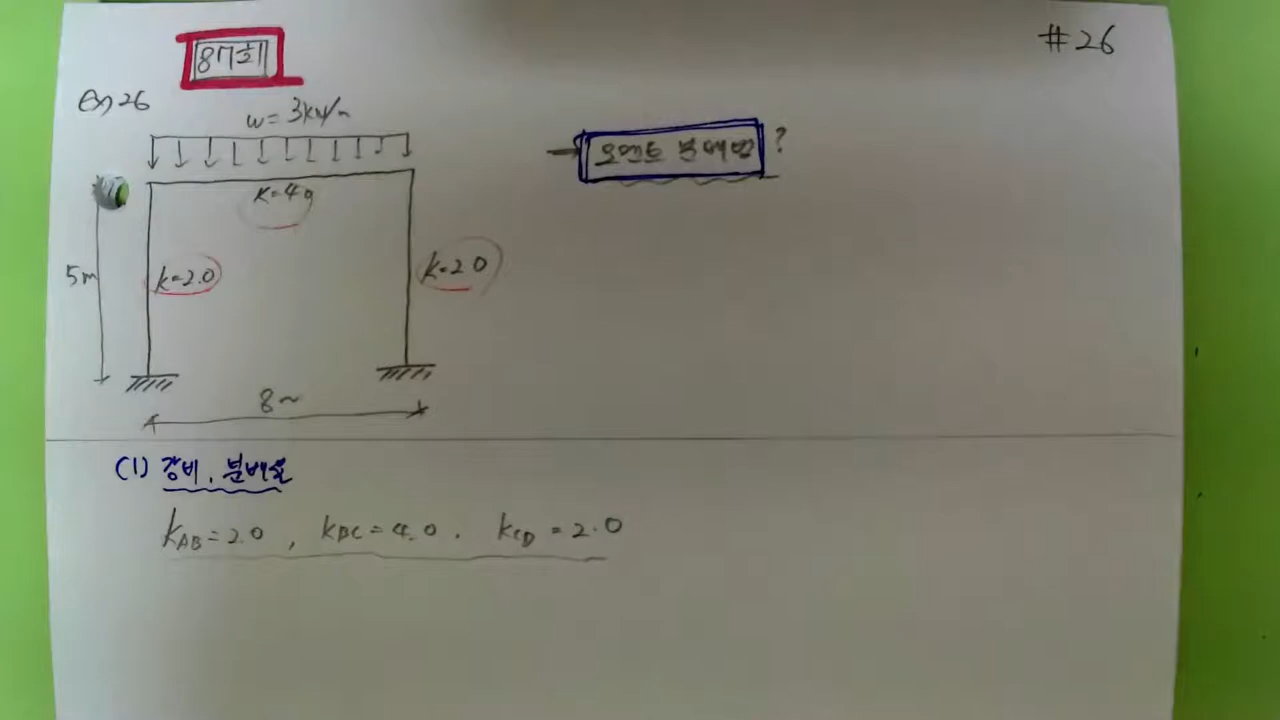 87회
#26
Ex) 26
w = 3kN/m
→ 모멘트 분배법 ?
k=4.0
5m
k=2.0
k=2.0
8m
(1) 강비, 분배율
kAB = 2.0 , kBC = 4.0 . kCD = 2.0